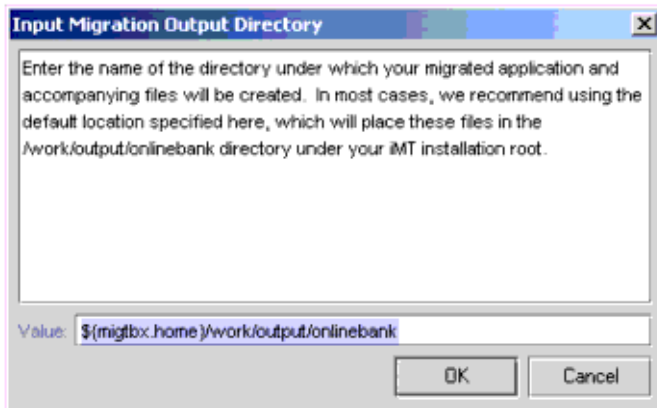 Input Migration Output Directory
Enter the name of the directory under which your migrated application and
accompanying files will be created. In most cases, we recommend using the
default location specified here, which will place these files in the
/work/output/onlinebank directory under your iMT installation root.
Value: ${migtbx.home}/work/output/onlinebank
OK Cancel